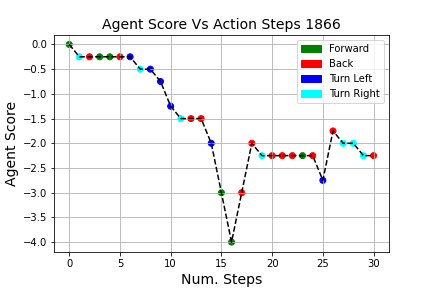 Agent Score Vs Action Steps 1866
Forward
Back
Turn Left
Turn Right
0.0
−0.5
−1.0
−1.5
−2.0
−2.5
−3.0
−3.5
−4.0
Agent Score
0
5
10
15
20
25
30
Num. Steps